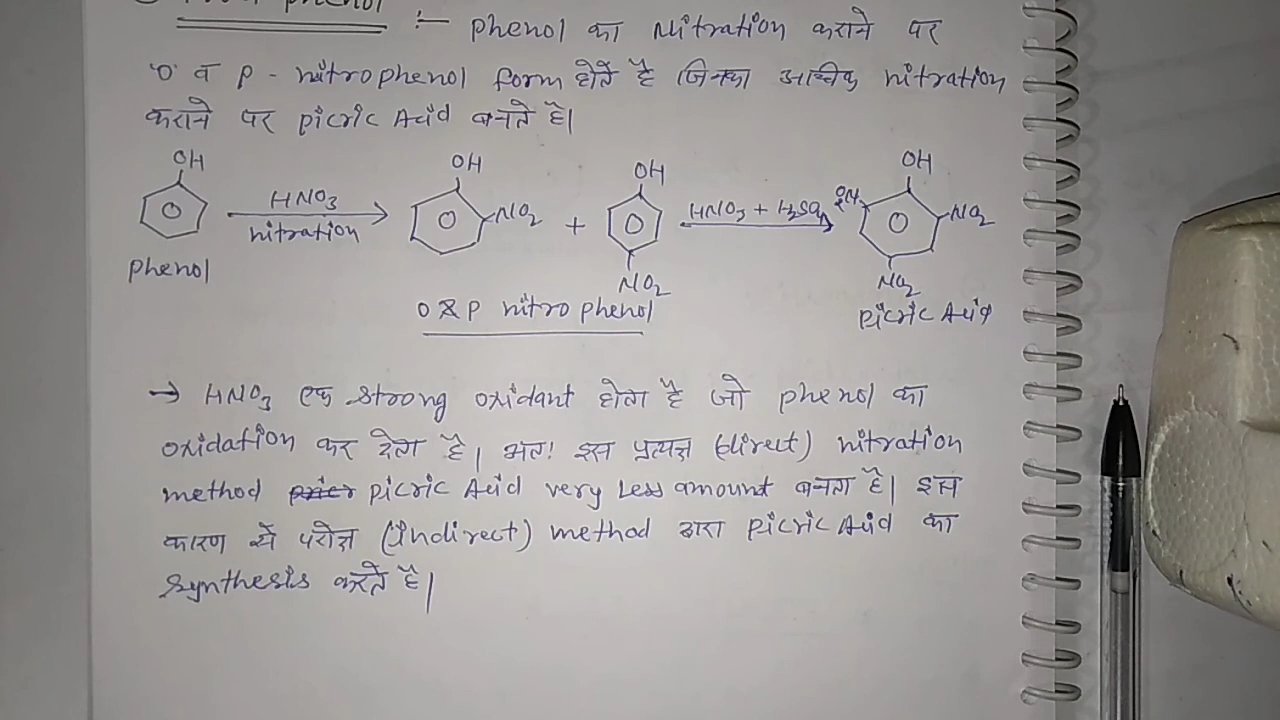 phenol :- phenol का Nitration कराने पर
'o' व p - nitrophenol form होते है जिनका अधिक nitration
कराने पर picric Acid बनते है।
OH OH OH OH
HNO3 NO2 + HNO3 + H2SO4 O2N NO2
nitration NO2 NO2
phenol o & p nitro phenol picric Acid
→ HNO3 एक strong oxidant होता है जो phenol का
oxidation कर देता है। अतः इस प्रत्यक्ष (direct) nitration
method picric Acid very Less amount बनता है। इस
कारण से परोक्ष (indirect) method द्वारा picric Acid का
synthesis करते है।